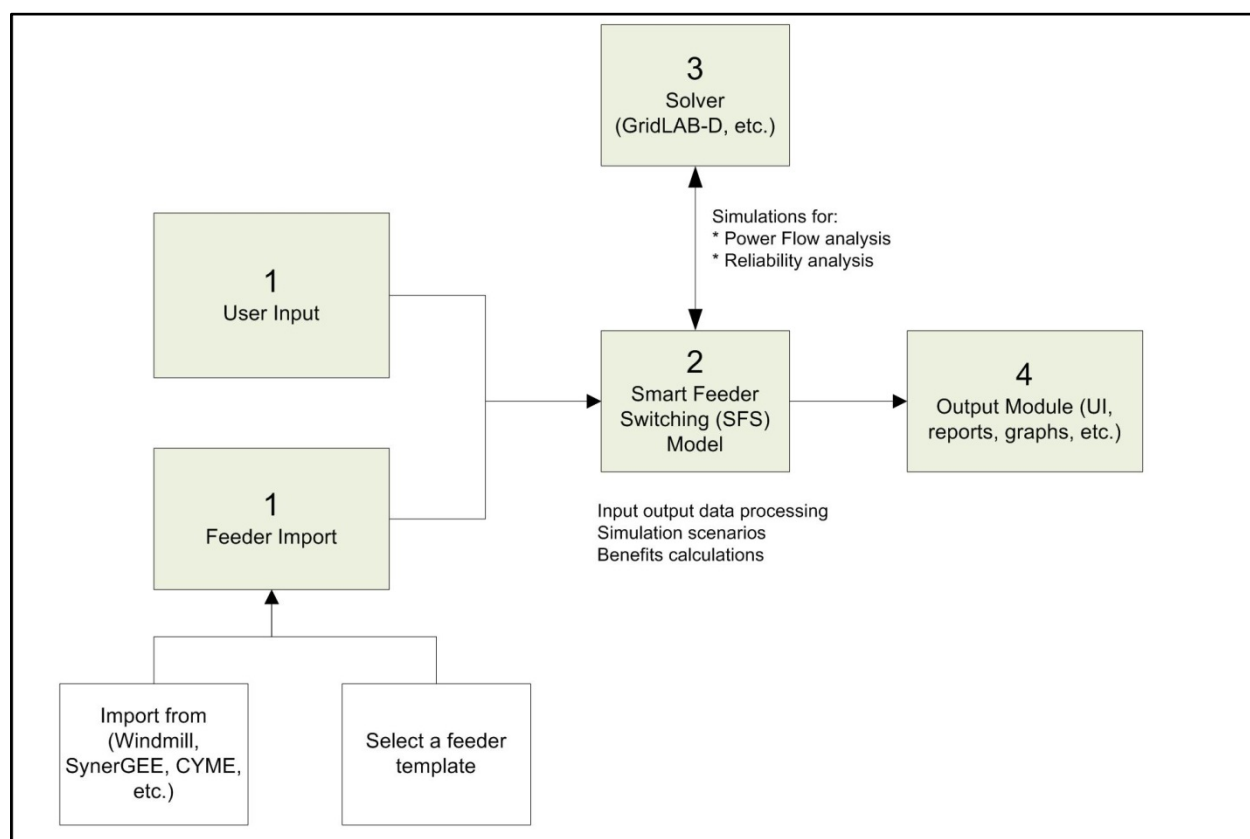 3
Solver
(GridLAB-D, etc.)
Simulations for:
* Power Flow analysis
* Reliability analysis
1
User Input
2
Smart Feeder
Switching (SFS)
Model
4
Output Module (UI,
reports, graphs, etc.)
1
Feeder Import
Input output data processing
Simulation scenarios
Benefits calculations
Import from
(Windmill,
SynerGEE, CYME,
etc.)
Select a feeder
template